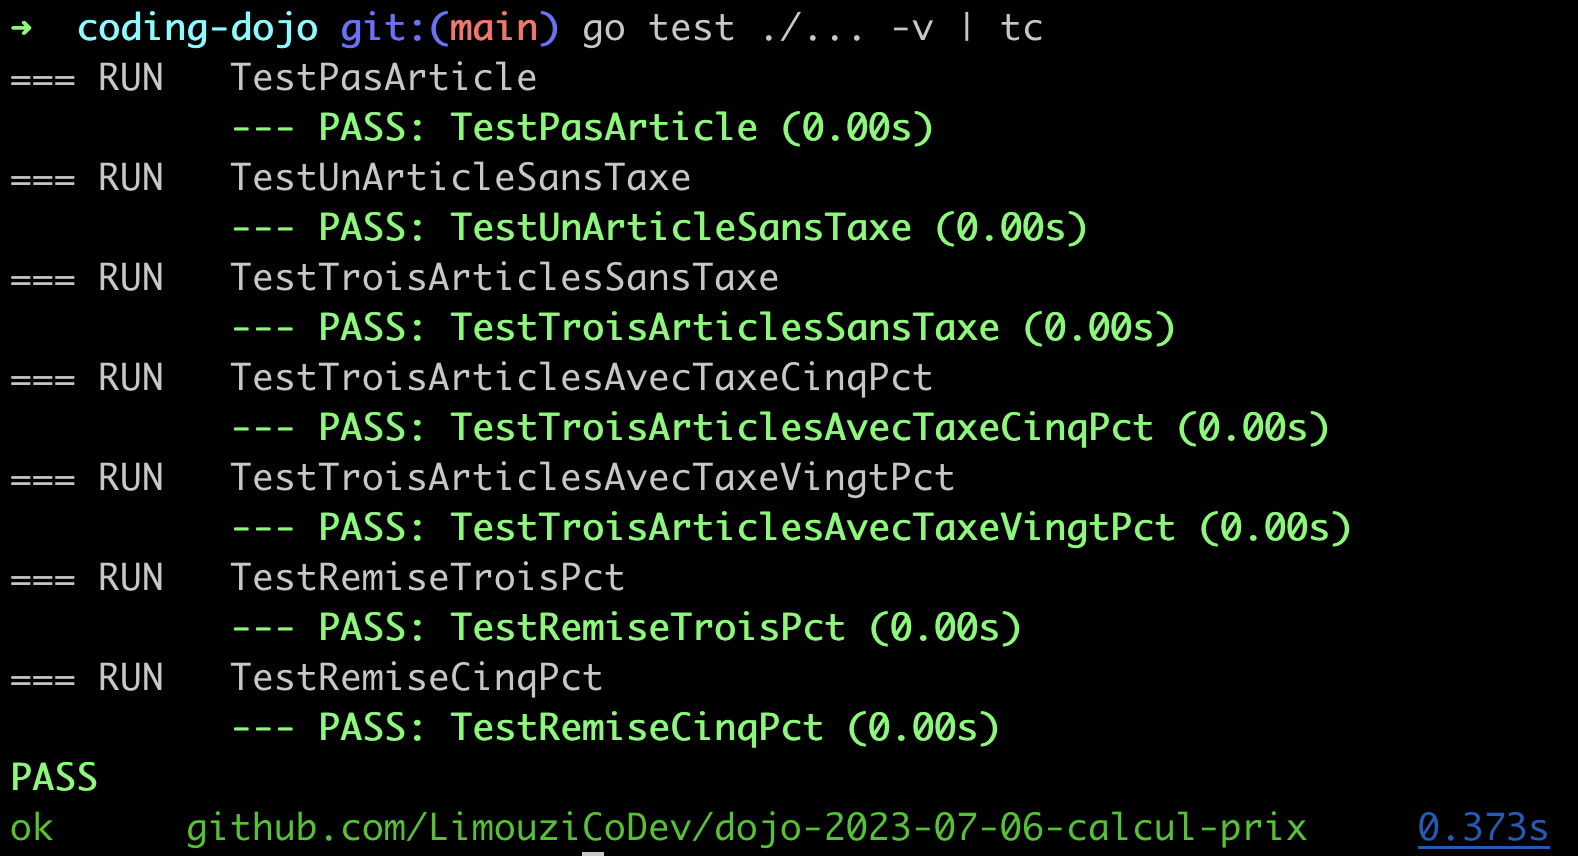 ➜  coding-dojo git:(main) go test ./... -v | tc
=== RUN   TestPasArticle
          --- PASS: TestPasArticle (0.00s)
=== RUN   TestUnArticleSansTaxe
          --- PASS: TestUnArticleSansTaxe (0.00s)
=== RUN   TestTroisArticlesSansTaxe
          --- PASS: TestTroisArticlesSansTaxe (0.00s)
=== RUN   TestTroisArticlesAvecTaxeCinqPct
          --- PASS: TestTroisArticlesAvecTaxeCinqPct (0.00s)
=== RUN   TestTroisArticlesAvecTaxeVingtPct
          --- PASS: TestTroisArticlesAvecTaxeVingtPct (0.00s)
=== RUN   TestRemiseTroisPct
          --- PASS: TestRemiseTroisPct (0.00s)
=== RUN   TestRemiseCinqPct
          --- PASS: TestRemiseCinqPct (0.00s)
PASS
ok      github.com/LimouziCoDev/dojo-2023-07-06-calcul-prix     0.373s